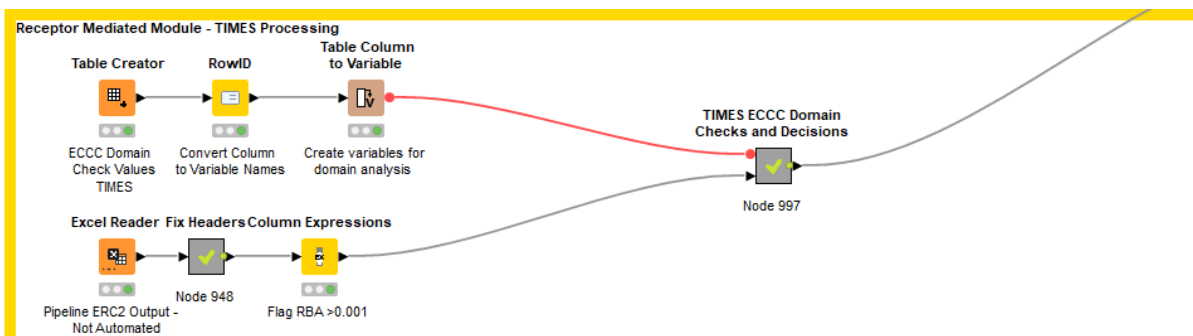 Receptor Mediated Module - TIMES Processing
Table Creator
RowID
Table Column
to Variable
ECCC Domain
Check Values
TIMES
Convert Column
to Variable Names
Create variables for
domain analysis
TIMES ECCC Domain
Checks and Decisions
Node 997
Excel Reader
Fix Headers
Column Expressions
Pipeline ERC2 Output -
Not Automated
Node 948
Flag RBA >0.001